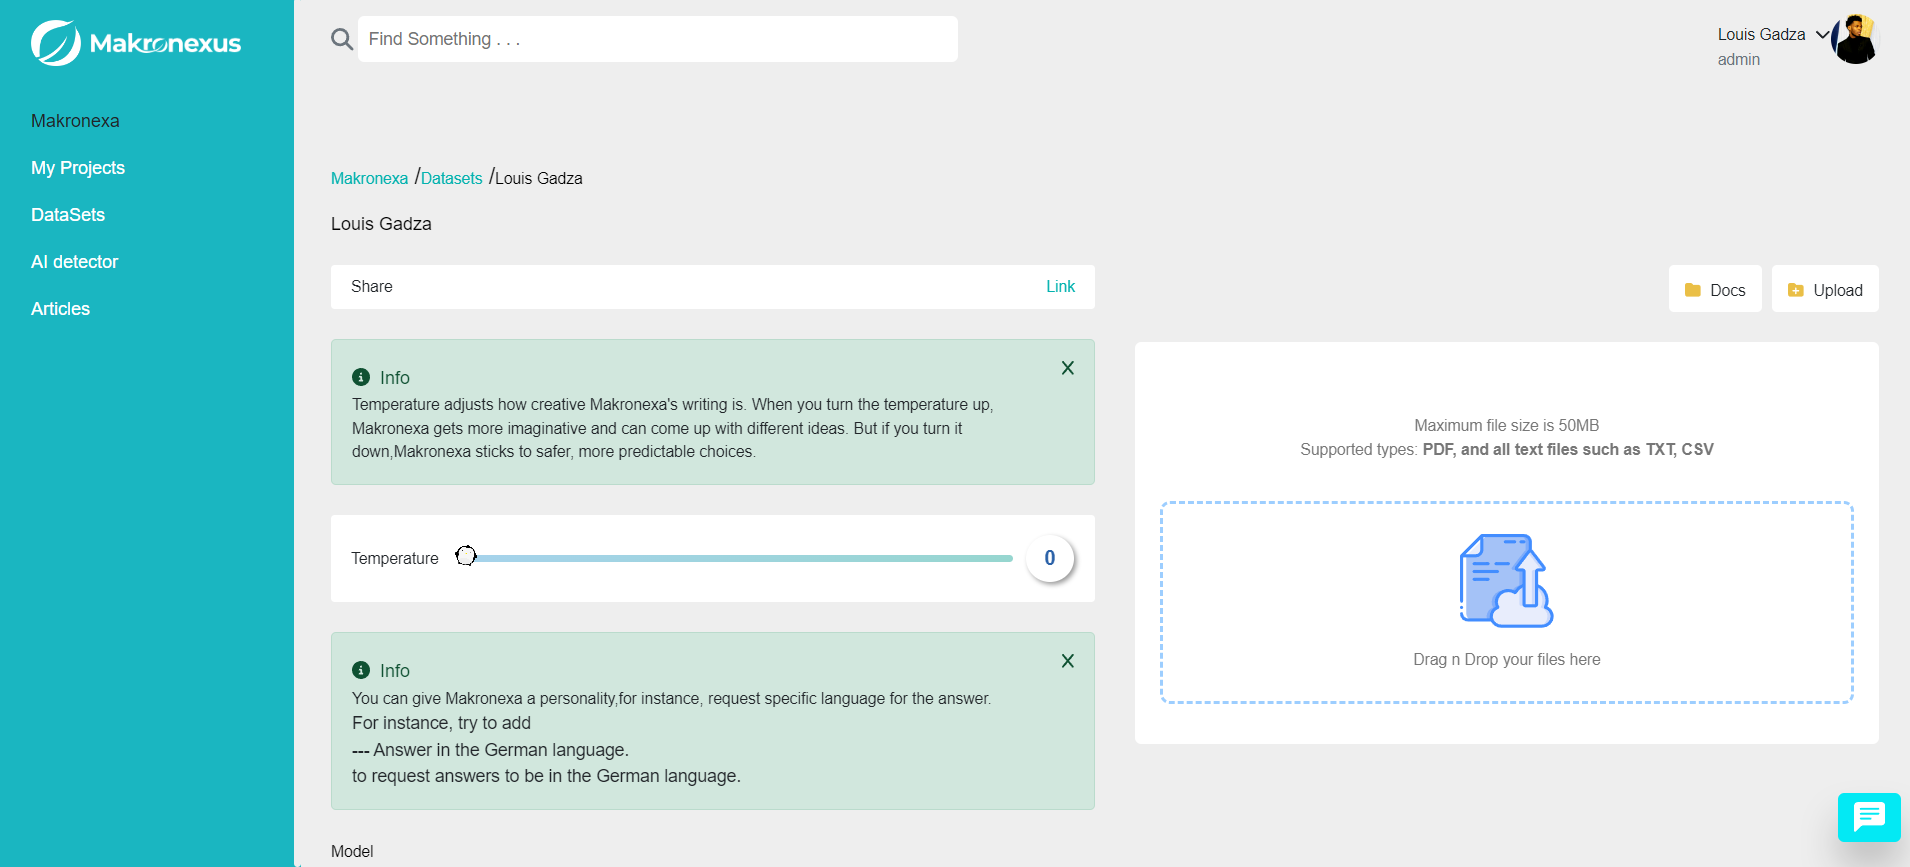 Makronexus
Makronexa
My Projects
DataSets
AI detector
Articles
Find Something . . .
Louis Gadza
admin
Makronexa /Datasets /Louis Gadza
Louis Gadza
Share
Link
Info
X
Temperature adjusts how creative Makronexa's writing is. When you turn the temperature up,
Makronexa gets more imaginative and can come up with different ideas. But if you turn it
down,Makronexa sticks to safer, more predictable choices.
Temperature
0
Info
X
You can give Makronexa a personality,for instance, request specific language for the answer.
For instance, try to add
--- Answer in the German language.
to request answers to be in the German language.
Model
Docs
Upload
Maximum file size is 50MB
Supported types: PDF, and all text files such as TXT, CSV
Drag n Drop your files here